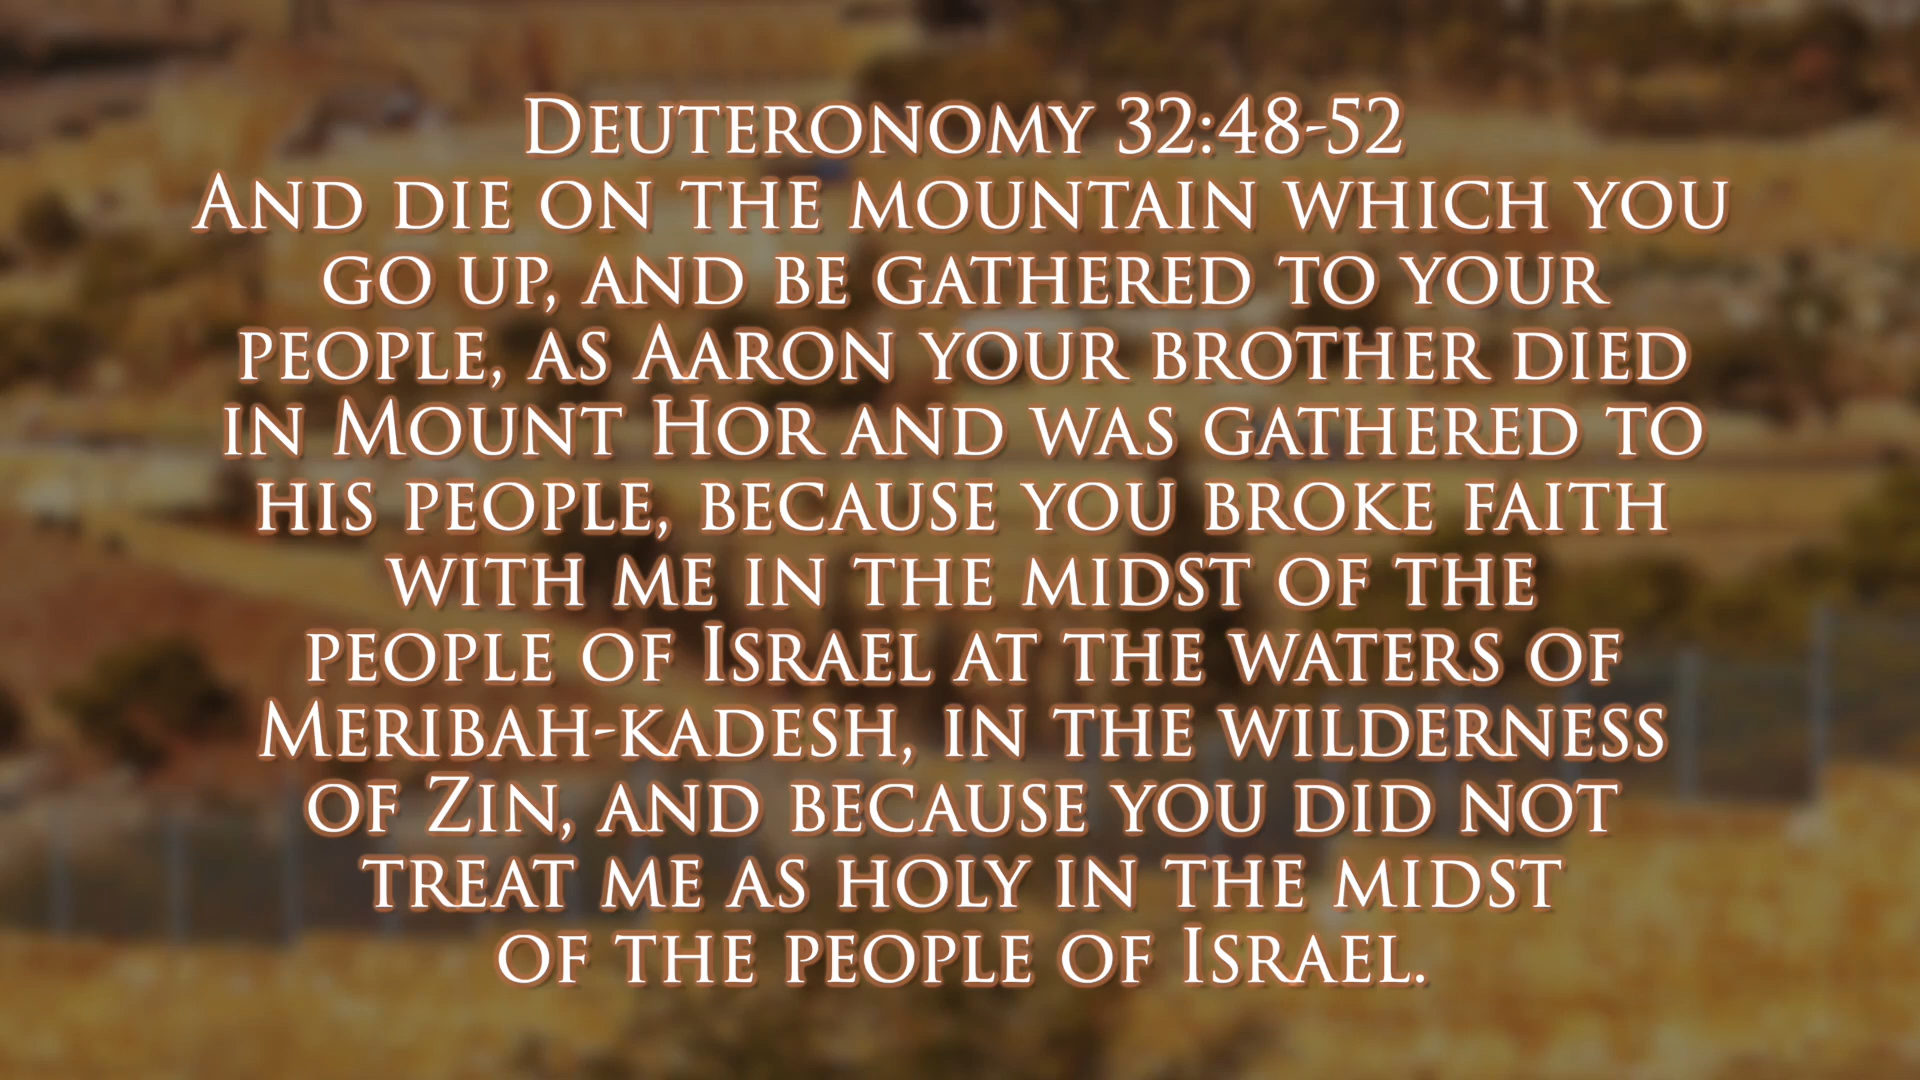 Deuteronomy 32:48-52
And die on the mountain which you
go up, and be gathered to your
people, as Aaron your brother died
in Mount Hor and was gathered to
his people, because you broke faith
with me in the midst of the
people of Israel at the waters of
Meribah-kadesh, in the wilderness
of Zin, and because you did not
treat me as holy in the midst
of the people of Israel.